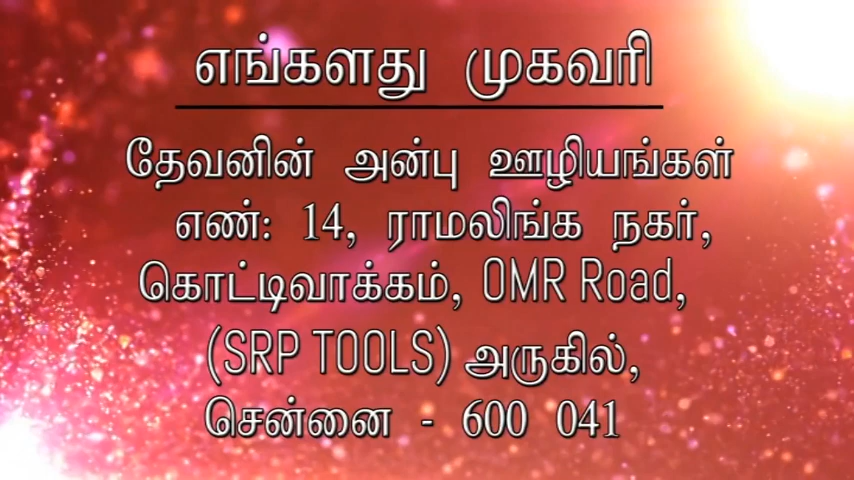 எங்களது முகவரி
தேவனின் அன்பு ஊழியங்கள்
எண்: 14, ராமலிங்க நகர்,
கொட்டிவாக்கம், OMR Road,
(SRP TOOLS) அருகில்,
சென்னை - 600 041